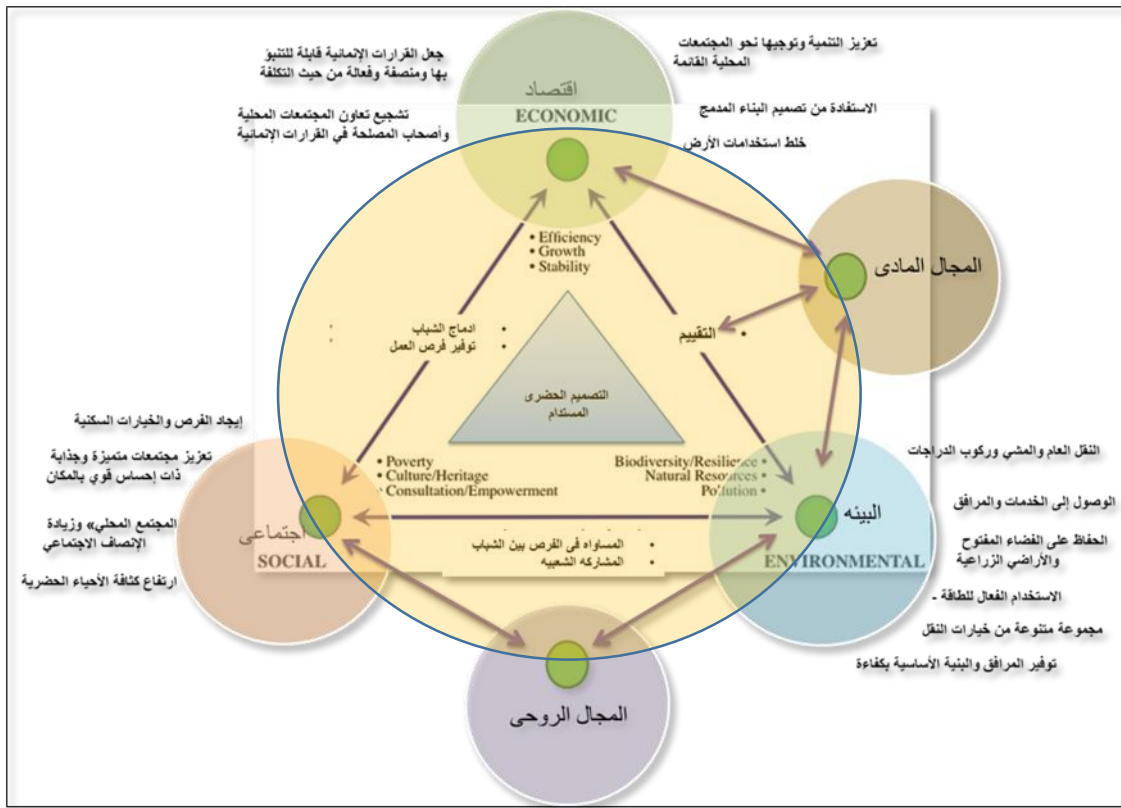 جعل القرارات الإنمائية قابلة للتنبؤ
بها ومنصفة وفعالة من حيث التكلفة
تشجيع تعاون المجتمعات المحلية
وأصحاب المصلحة في القرارات الإنمائية
اقتصاد
ECONOMIC
تعزيز التنمية وتوجيها نحو المجتمعات
المحلية القائمة
الاستفادة من تصميم البناء المدمج
خلط استخدامات الأرض
• Efficiency
• Growth
• Stability
المجال المادى
• ادماج الشباب
• توفير فرص العمل
• التقييم
التصميم الحضرى
المستدام
إيجاد الفرص والخيارات السكنية
تعزيز مجتمعات متميزة وجذابة
ذات إحساس قوي بالمكان
المجتمع المحلي» وزيادة
الإنصاف الاجتماعي
ارتفاع كثافة الأحياء الحضرية
• Poverty
• Culture/Heritage
• Consultation/Empowerment
Biodiversity/Resilience •
Natural Resources •
Pollution •
اجتماعى
SOCIAL
• المساواه فى الفرص بين الشباب
• المشاركه الشعبيه
البيئه
ENVIRONMENTAL
النقل العام والمشي وركوب الدراجات
الوصول إلى الخدمات والمرافق
الحفاظ على الفضاء المفتوح
والأراضي الزراعية
الاستخدام الفعال للطاقة -
مجموعة متنوعة من خيارات النقل
توفير المرافق والبنية الأساسية بكفاءة
المجال الروحى